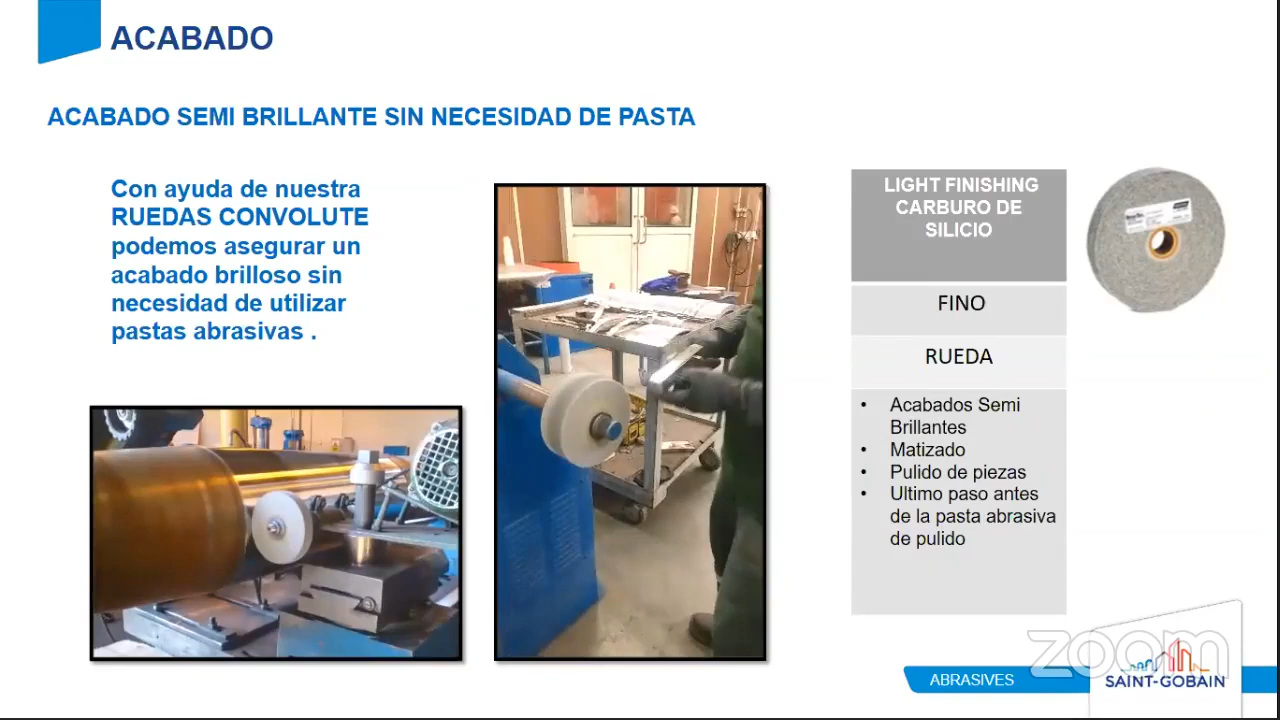 ACABADO
ACABADO SEMI BRILLANTE SIN NECESIDAD DE PASTA
Con ayuda de nuestra
RUEDAS CONVOLUTE
podemos asegurar un
acabado brilloso sin
necesidad de utilizar
pastas abrasivas .
LIGHT FINISHING
CARBURO DE
SILICIO
FINO
RUEDA
• Acabados Semi
Brillantes
• Matizado
• Pulido de piezas
• Ultimo paso antes
de la pasta abrasiva
de pulido
zoom
ABRASIVES
SAINT-GOBAIN